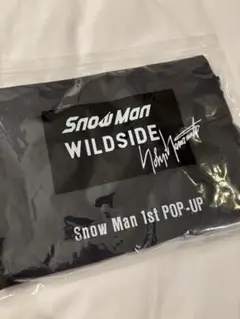 Snow Man
WILDSIDE Yohji Yamamoto
Snow Man 1st POP-UP